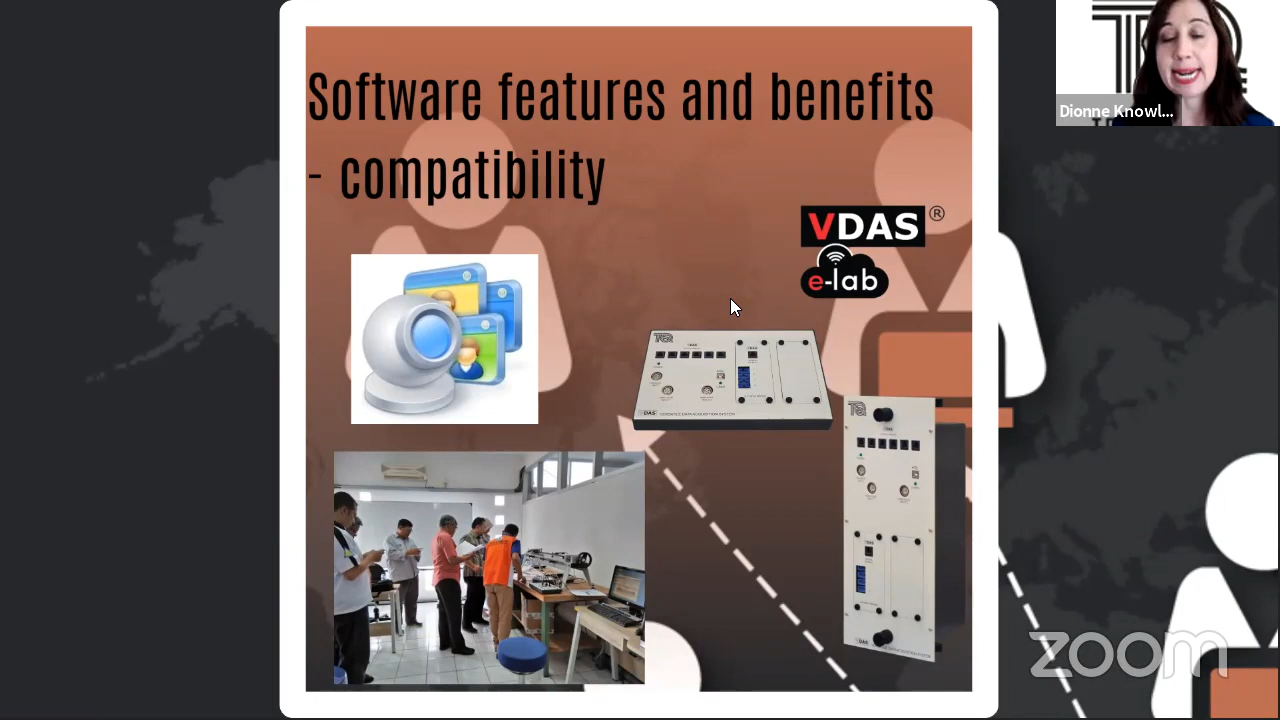 Software features and benefits
- compatibility
VDAS®
e-lab
Dionne Knowl...
zoom